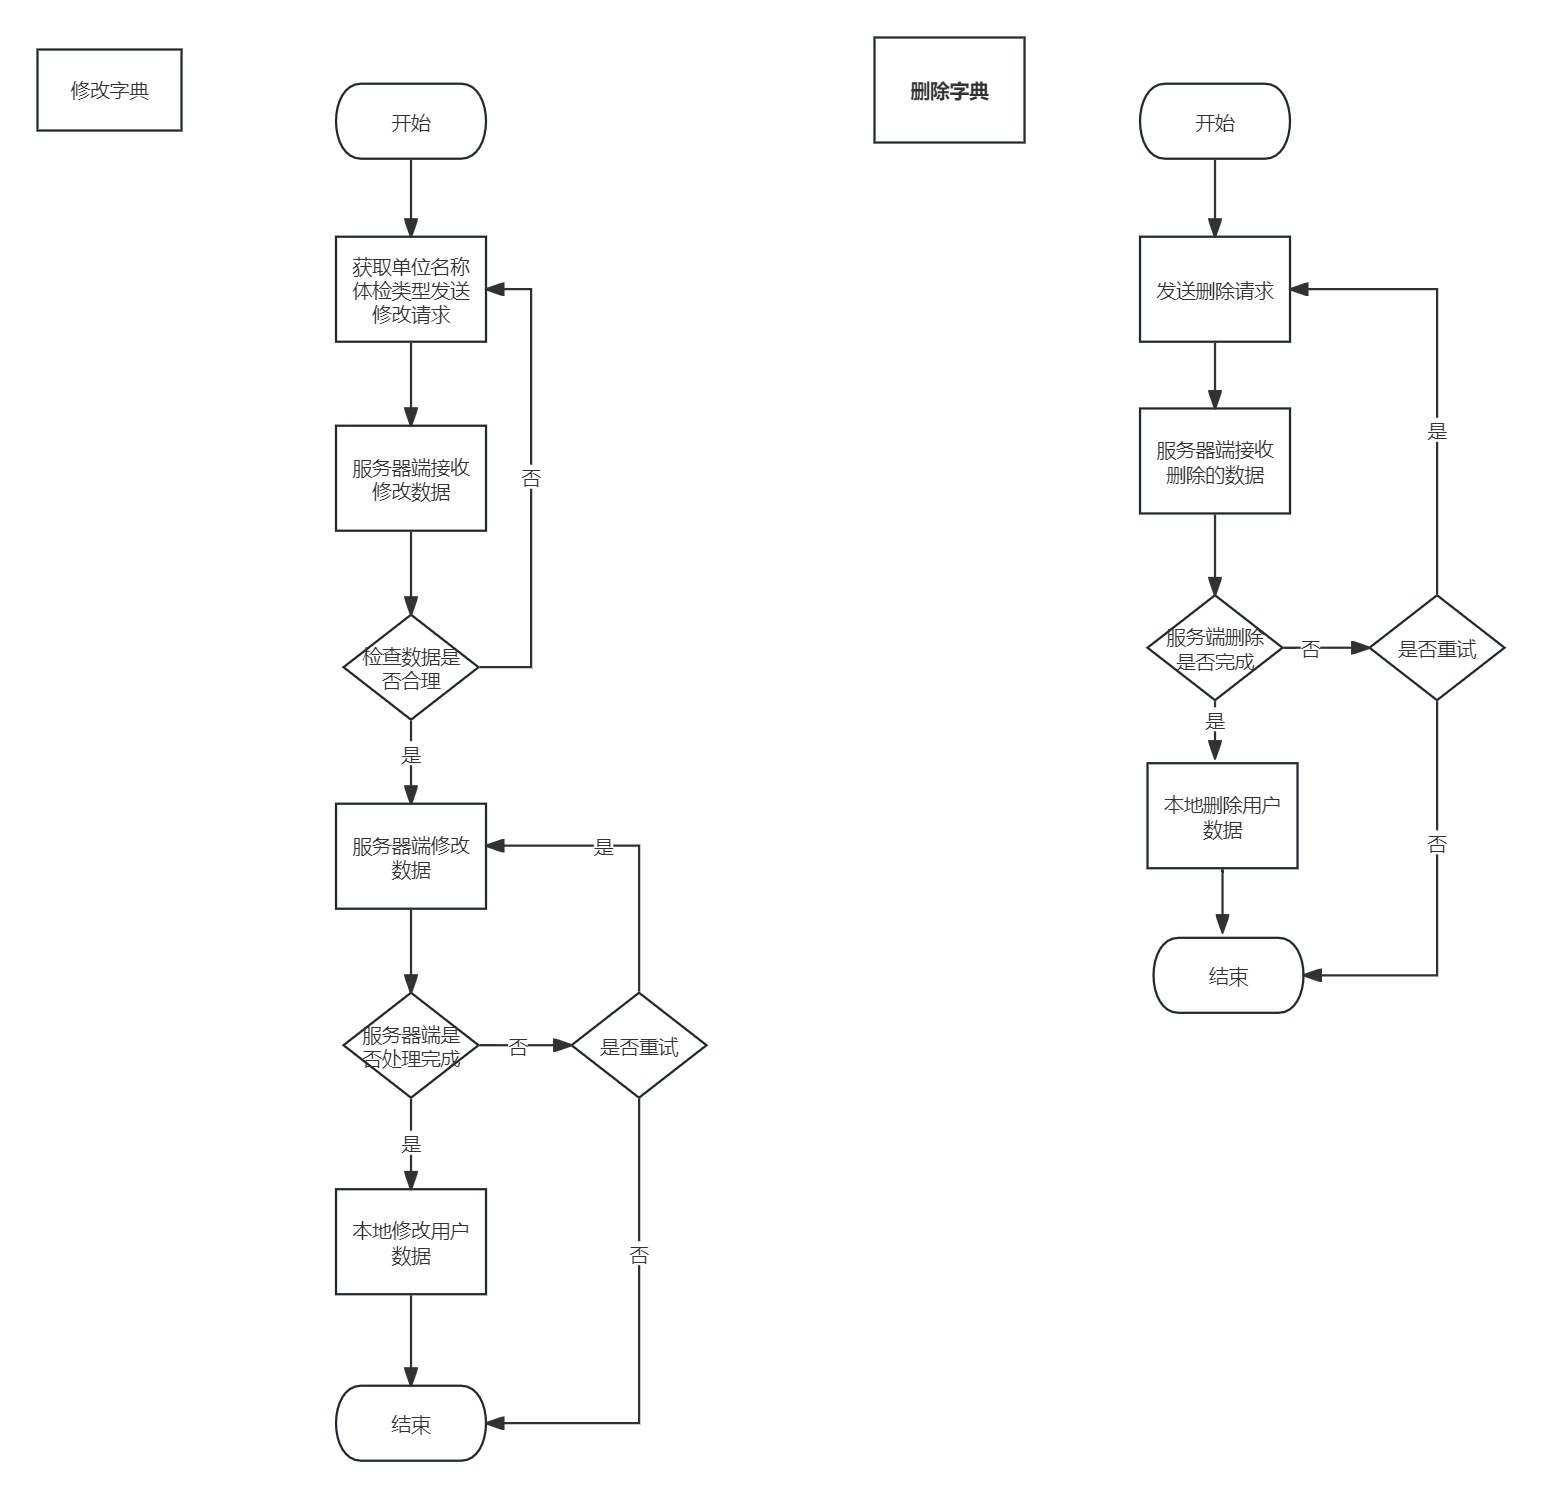 修改字典
开始
获取单位名称
体检类型发送
修改请求
服务器端接收
修改数据
否
检查数据是
否合理
是
服务器端修改
数据
是
服务器端是
否处理完成
否
是否重试
是
本地修改用户
数据
否
结束
删除字典
开始
发送删除请求
是
服务器端接收
删除的数据
服务端删除
是否完成
否
是否重试
是
本地删除用户
数据
否
结束